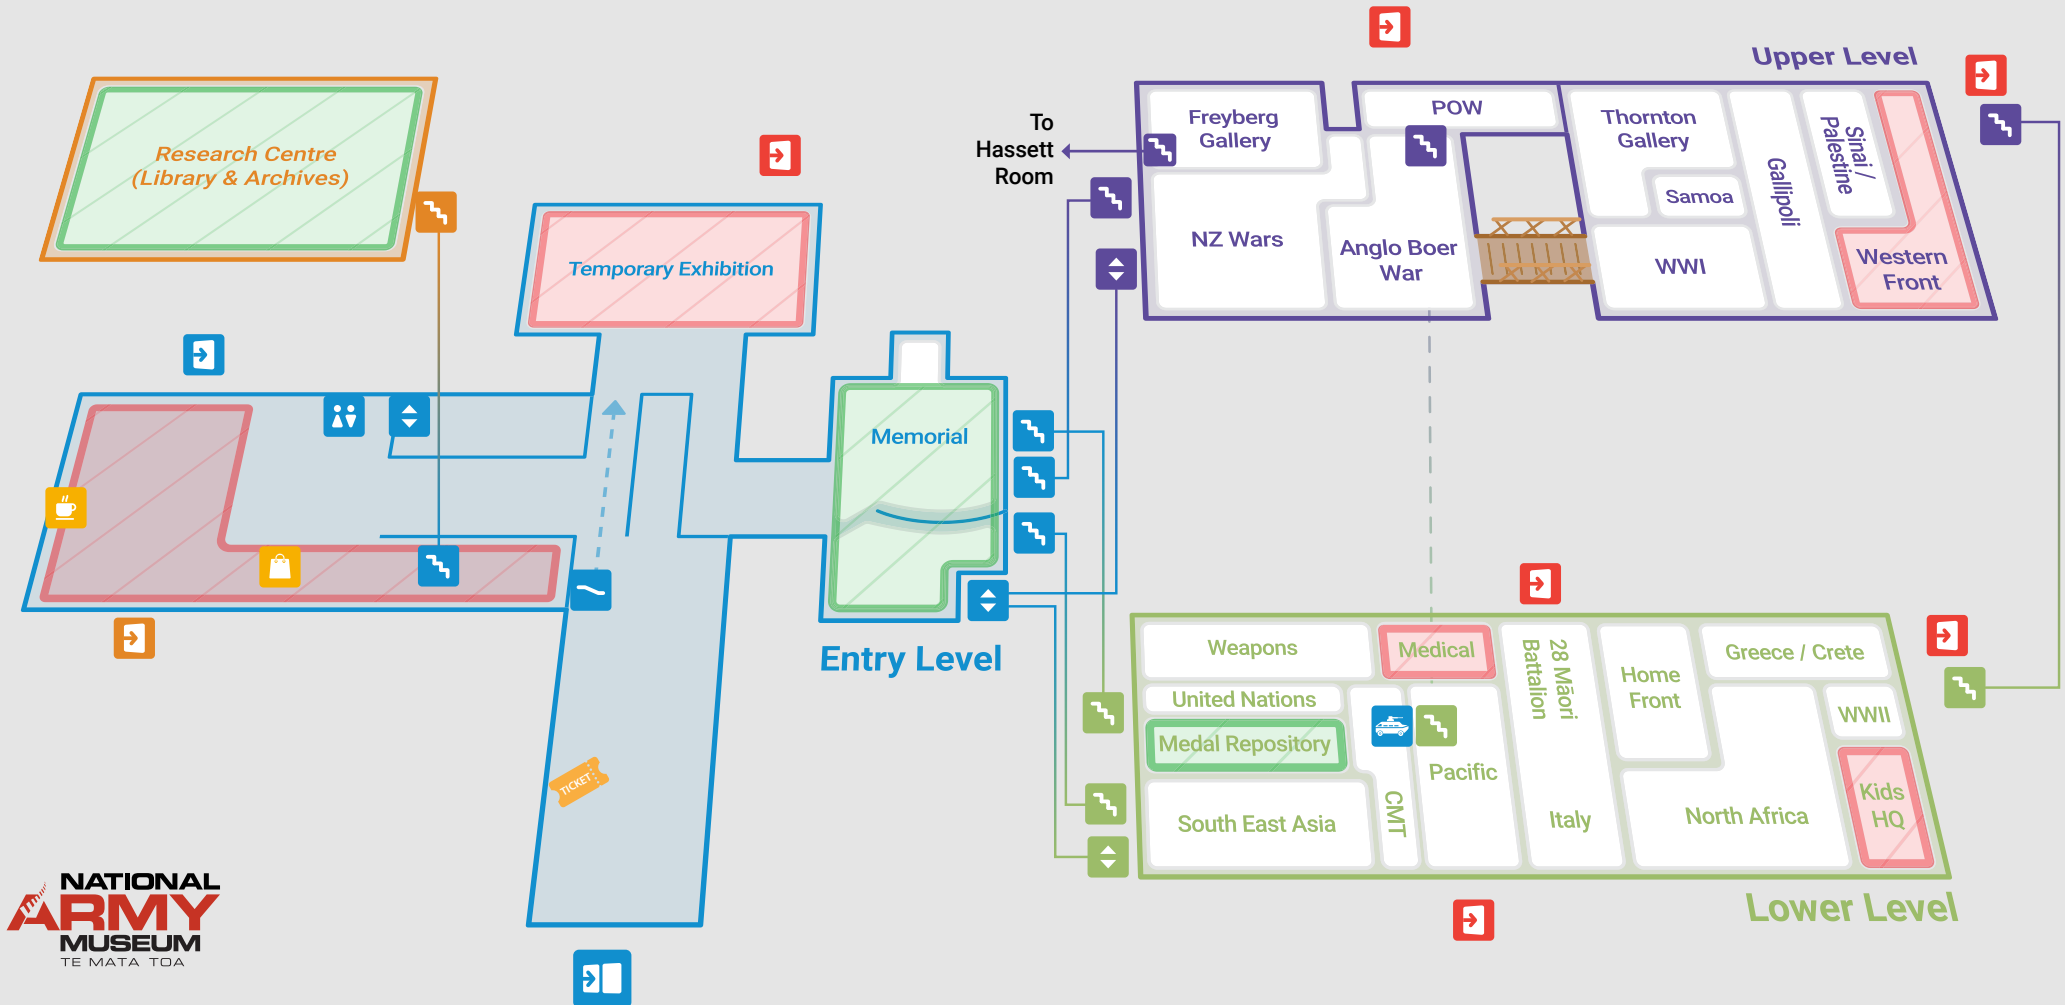 Upper Level
To
Hassett
Room
Freyberg
Gallery
POW
Thornton
Gallery
Samoa
Gallipoli
Sinai /
Palestine
NZ Wars
Anglo Boer
War
WWI
Western
Front
Research Centre
(Library & Archives)
Temporary Exhibition
Memorial
Entry Level
TICKET
Weapons
Medical
28 Māori
Battalion
Home
Front
Greece / Crete
United Nations
WWII
Medal Repository
Pacific
Kids
HQ
South East Asia
CMT
Italy
North Africa
Lower Level
NATIONAL
ARMY
MUSEUM
TE MATA TOA